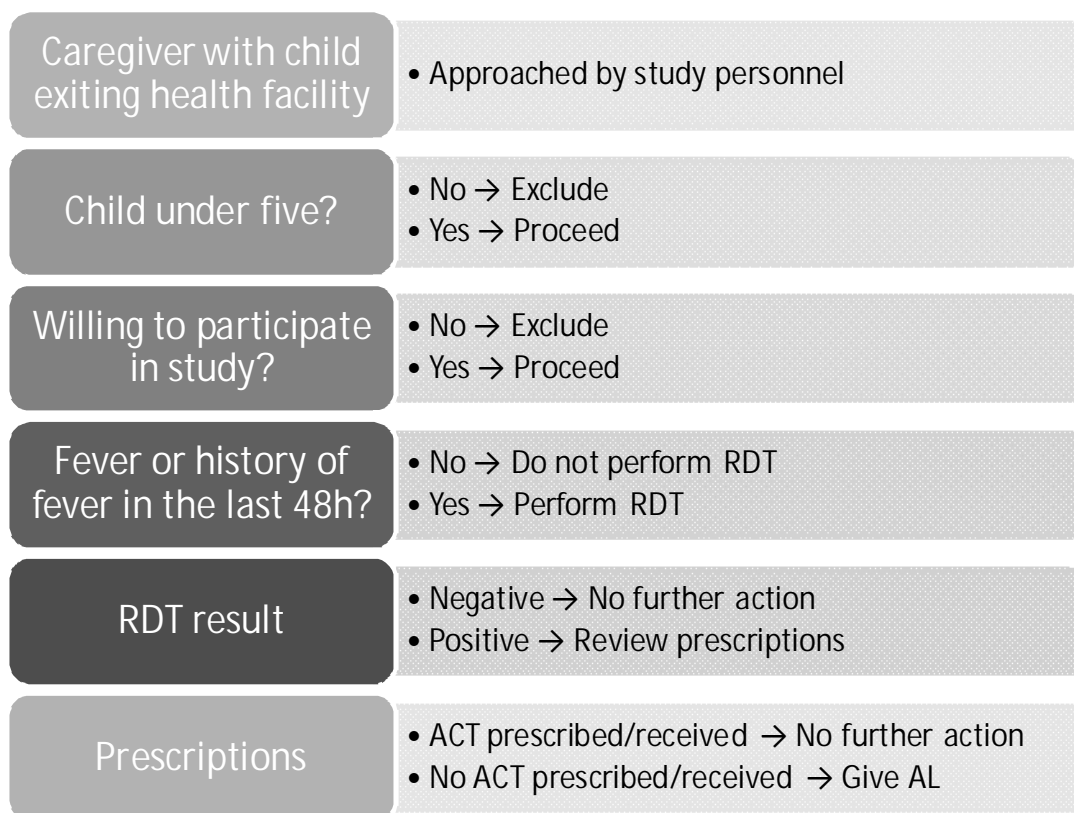 Caregiver with child
exiting health facility
• Approached by study personnel
Child under five?
• No → Exclude
• Yes → Proceed
Willing to participate
in study?
• No → Exclude
• Yes → Proceed
Fever or history of
fever in the last 48h?
• No → Do not perform RDT
• Yes → Perform RDT
RDT result
• Negative → No further action
• Positive → Review prescriptions
Prescriptions
• ACT prescribed/received → No further action
• No ACT prescribed/received → Give AL